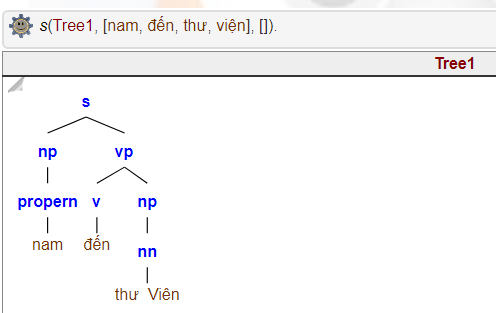 s(Tree1, [nam, đến, thư, viện], []).
Tree1
s
np vp
propern v np
nam đến nn
thư Viên